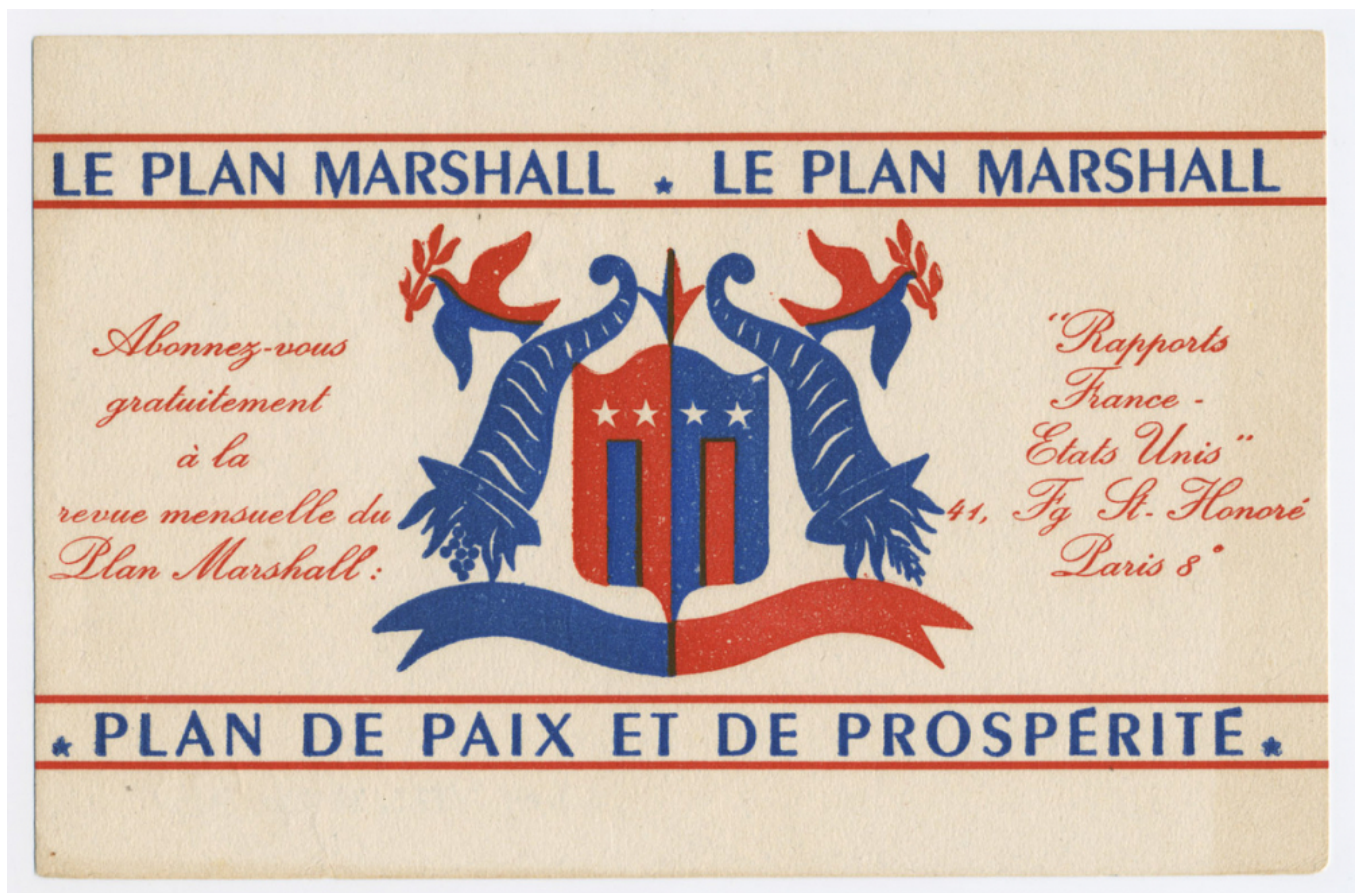 LE PLAN MARSHALL * LE PLAN MARSHALL
Abonnez-vous
gratuitement
à la
revue mensuelle du
Plan Marshall :
"Rapports
France -
Etats Unis"
41, Fg St-Honoré
Paris 8°
* PLAN DE PAIX ET DE PROSPÉRITÉ *